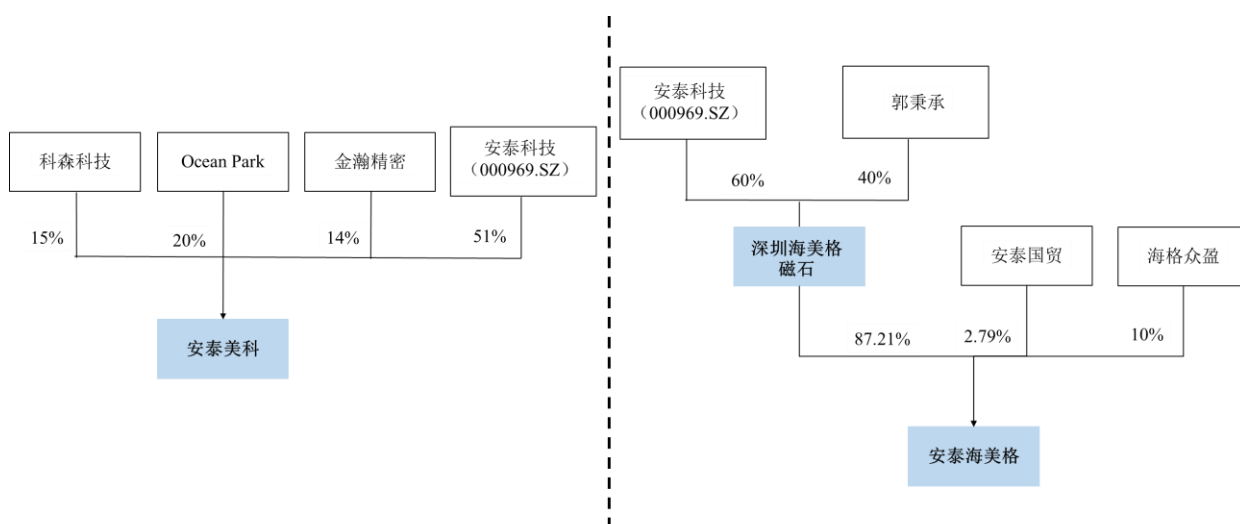 科森科技
Ocean Park
金瀚精密
安泰科技
（000969.SZ）
15%
20%
14%
51%
安泰美科
安泰科技
（000969.SZ）
郭秉承
60%
40%
深圳海美格
磁石
安泰国贸
海格众盈
87.21%
2.79%
10%
安泰海美格